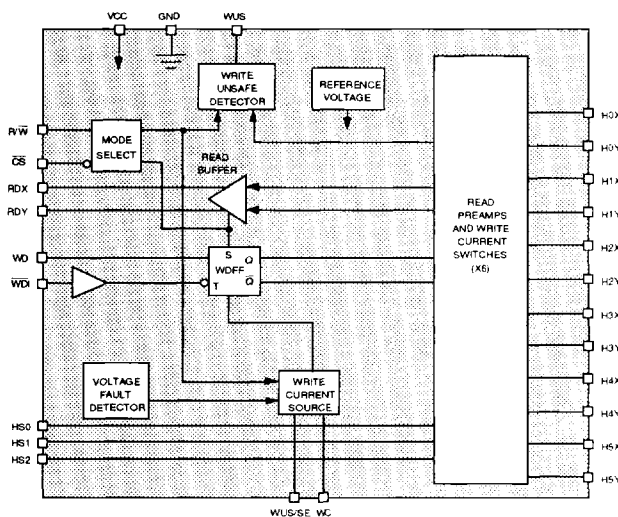 VCC GND WUS
WRITE
UNSAFE
DETECTOR
REFERENCE
VOLTAGE
R/W̅
C̅S̅
MODE
SELECT
READ
BUFFER
RDX
RDY
WD
W̅D̅I̅
S
WDFF
Q
Q̅
T
READ
PREAMPS
AND WRITE
CURRENT
SWITCHES
(X6)
VOLTAGE
FAULT
DETECTOR
WRITE
CURRENT
SOURCE
HS0
HS1
HS2
WUS/SE WC
H0X
H0Y
H1X
H1Y
H2X
H2Y
H3X
H3Y
H4X
H4Y
H5X
H5Y